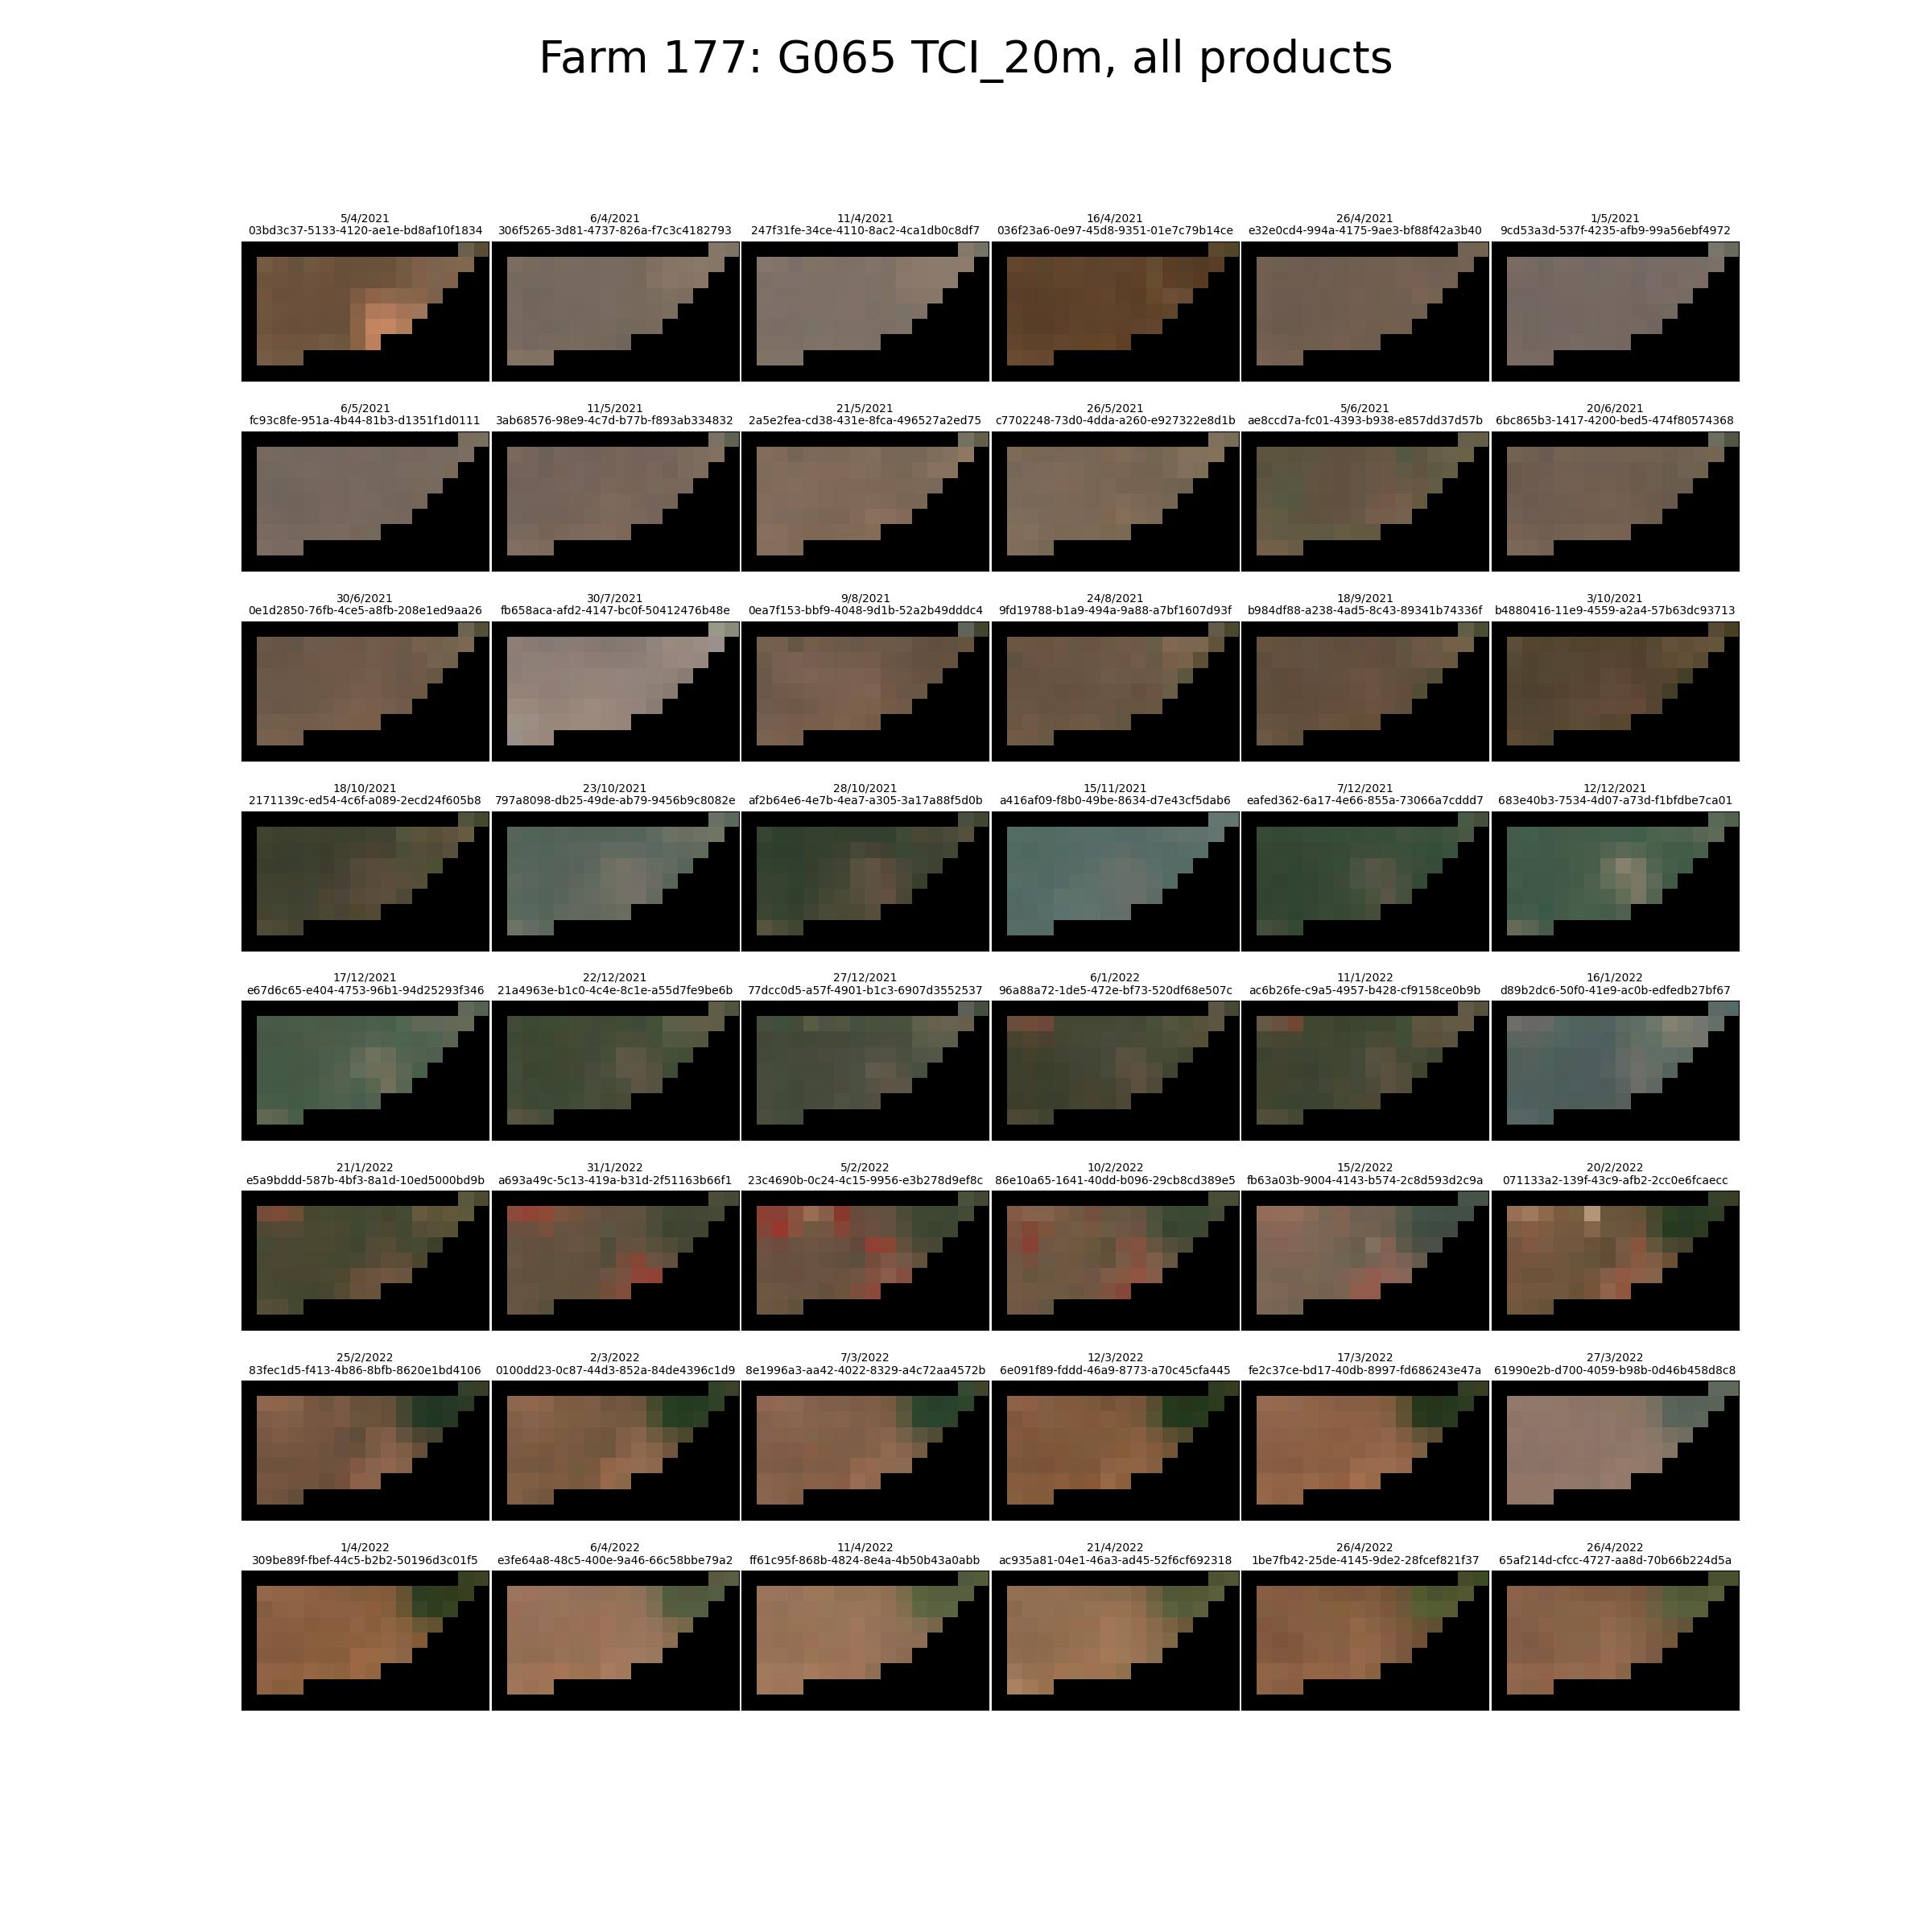 Farm 177: G065 TCI_20m, all products
5/4/2021
03bd3c37-5133-4120-ae1e-bd8af10f1834
6/4/2021
306f5265-3d81-4737-826a-f7c3c4182793
11/4/2021
247f31fe-34ce-4110-8ac2-4ca1db0c8df7
16/4/2021
036f23a6-0e97-45d8-9351-01e7c79b14ce
26/4/2021
e32e0cd4-994a-4175-9ae3-bf88f42a3b40
1/5/2021
9cd53a3d-537f-4235-afb9-99a56ebf4972
6/5/2021
fc93c8fe-951a-4b44-81b3-d1351f1d0111
11/5/2021
3ab68576-98e9-4c7d-b77b-f893ab334832
21/5/2021
2a5e2fea-cd38-431e-8fca-496527a2ed75
26/5/2021
c7702248-73d0-4dda-a260-e927322e8d1b
5/6/2021
ae8ccd7a-fc01-4393-b938-e857dd37d57b
20/6/2021
6bc865b3-1417-4200-bed5-474f80574368
30/6/2021
0e1d2850-76fb-4ce5-a8fb-208e1ed9aa26
30/7/2021
fb658aca-afd2-4147-bc0f-50412476b48e
9/8/2021
0ea7f153-bbf9-4048-9d1b-52a2b49dddc4
24/8/2021
9fd19788-b1a9-494a-9a88-a7bf1607d93f
18/9/2021
b984df88-a238-4ad5-8c43-89341b74336f
3/10/2021
b4880416-11e9-4559-a2a4-57b63dc93713
18/10/2021
2171139c-ed54-4c6f-a089-2ecd24f605b8
23/10/2021
797a8098-db25-49de-ab79-9456b9c8082e
28/10/2021
af2b64e6-4e7b-4ea7-a305-3a17a88f5d0b
15/11/2021
a416af09-f8b0-49be-8634-d7e43cf5dab6
7/12/2021
eafed362-6a17-4e66-855a-73066a7cddd7
12/12/2021
683e40b3-7534-4d07-a73d-f1bfdbe7ca01
17/12/2021
e67d6c65-e404-4753-96b1-94d25293f346
22/12/2021
21a4963e-b1c0-4c4e-8c1e-a55d7fe9be6b
27/12/2021
77dcc0d5-a57f-4901-b1c3-6907d3552537
6/1/2022
96a88a72-1de5-472e-bf73-520df68e507c
11/1/2022
ac6b26fe-c9a5-4957-b428-cf9158ce0b9b
16/1/2022
d89b2dc6-50f0-41e9-ac0b-edfedb27bf67
21/1/2022
e5a9bddd-587b-4bf3-8a1d-10ed5000bd9b
31/1/2022
a693a49c-5c13-419a-b31d-2f51163b66f1
5/2/2022
23c4690b-0c24-4c15-9956-e3b278d9ef8c
10/2/2022
86e10a65-1641-40dd-b096-29cb8cd389e5
15/2/2022
fb63a03b-9004-4143-b574-2c8d593d2c9a
20/2/2022
071133a2-139f-43c9-afb2-2cc0e6fcaecc
25/2/2022
83fec1d5-f413-4b86-8bfb-8620e1bd4106
2/3/2022
0100dd23-0c87-44d3-852a-84de4396c1d9
7/3/2022
8e1996a3-aa42-4022-8329-a4c72aa4572b
12/3/2022
6e091f89-fddd-46a9-8773-a70c45cfa445
17/3/2022
fe2c37ce-bd17-40db-8997-fd686243e47a
27/3/2022
61990e2b-d700-4059-b98b-0d46b458d8c8
1/4/2022
309be89f-fbef-44c5-b2b2-50196d3c01f5
6/4/2022
e3fe64a8-48c5-400e-9a46-66c58bbe79a2
11/4/2022
ff61c95f-868b-4824-8e4a-4b50b43a0abb
21/4/2022
ac935a81-04e1-46a3-ad45-52f6cf692318
26/4/2022
1be7fb42-25de-4145-9de2-28fcef821f37
26/4/2022
65af214d-cfcc-4727-aa8d-70b66b224d5a